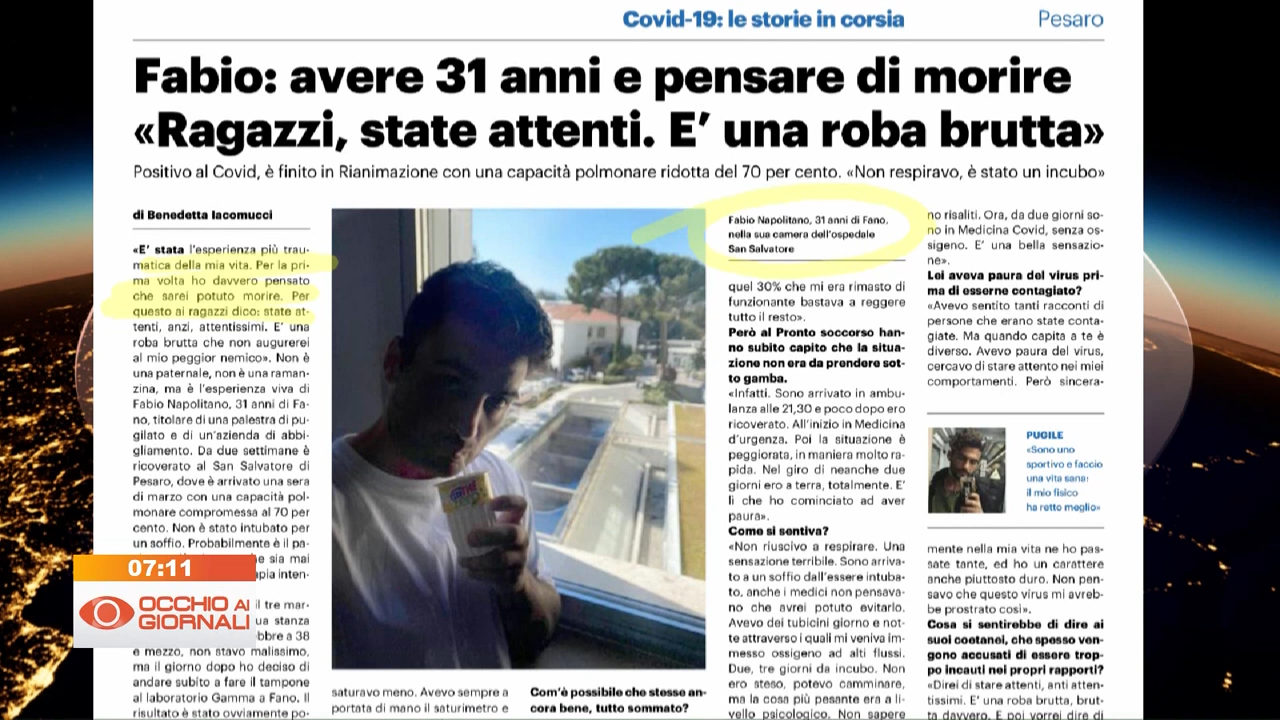 Covid-19: le storie in corsia
Pesaro
Fabio: avere 31 anni e pensare di morire
«Ragazzi, state attenti. E’ una roba brutta»
Positivo al Covid, è finito in Rianimazione con una capacità polmonare ridotta del 70 per cento. «Non respiravo, è stato un incubo»
di Benedetta Iacomucci
«E’ stata l’esperienza più trau-
matica della mia vita. Per la pri-
ma volta ho davvero pensato
che sarei potuto morire. Per
questo ai ragazzi dico: state at-
tenti, anzi, attentissimi. E’ una
roba brutta che non augurerei
al mio peggior nemico». Non è
una paternale, non è una raman-
zina, ma è l’esperienza viva di
Fabio Napolitano, 31 anni di Fa-
no, titolare di una palestra di pu-
gilato e di un’azienda di abbi-
gliamento. Da due settimane è
ricoverato al San Salvatore di
Pesaro, dove è arrivato una sera
di marzo con una capacità pol-
monare compromessa al 70 per
cento. Non è stato intubato per
un soffio. Probabilmente è il pa-
e sia mai
pia inten-
il tre mar-
ua stanza
bbre a 38
e mezzo, non stavo malissimo,
ma il giorno dopo ho deciso di
andare subito a fare il tampone
al laboratorio Gamma a Fano. Il
risultato è stato ovviamente po-
saturavo meno. Avevo sempre a
portata di mano il saturimetro e
Com’è possibile che stesse an-
cora bene, tutto sommato?
Fabio Napolitano, 31 anni di Fano,
nella sua camera dell’ospedale
San Salvatore
quel 30% che mi era rimasto di
funzionante bastava a reggere
tutto il resto».
Però al Pronto soccorso han-
no subito capito che la situa-
zione non era da prendere sot-
to gamba.
«Infatti. Sono arrivato in ambu-
lanza alle 21,30 e poco dopo ero
ricoverato. All’inizio in Medicina
d’urgenza. Poi la situazione è
peggiorata, in maniera molto ra-
pida. Nel giro di neanche due
giorni ero a terra, totalmente. E’
lì che ho cominciato ad aver
paura».
Come si sentiva?
«Non riuscivo a respirare. Una
sensazione terribile. Sono arriva-
to a un soffio dall’essere intuba-
to, anche i medici non pensava-
no che avrei potuto evitarlo.
Avevo dei tubicini giorno e not-
te attraverso i quali mi veniva im-
messo ossigeno ad alti flussi.
Due, tre giorni da incubo. Non
ero steso, potevo camminare,
ma la cosa più pesante era a li-
vello psicologico. Non sapere
no risaliti. Ora, da due giorni so-
no in Medicina Covid, senza os-
sigeno. E’ una bella sensazio-
ne».
Lei aveva paura del virus pri-
ma di esserne contagiato?
«Avevo sentito tanti racconti di
persone che erano state conta-
giate. Ma quando capita a te è
diverso. Avevo paura del virus,
cercavo di stare attento nei miei
comportamenti. Però sincera-
PUGILE
«Sono uno
sportivo e faccio
una vita sana:
il mio fisico
ha retto meglio»
mente nella mia vita ne ho pas-
sate tante, ed ho un carattere
anche piuttosto duro. Non pen-
savo che questo virus mi avreb-
be prostrato così».
Cosa si sentirebbe di dire ai
suoi coetanei, che spesso ven-
gono accusati di essere trop-
po incauti nei propri rapporti?
«Direi di stare attenti, anti atten-
tissimi. E’ una roba brutta, brut-
ta davvero. E poi vorrei dire di
07:11
OCCHIO AI
GIORNALI